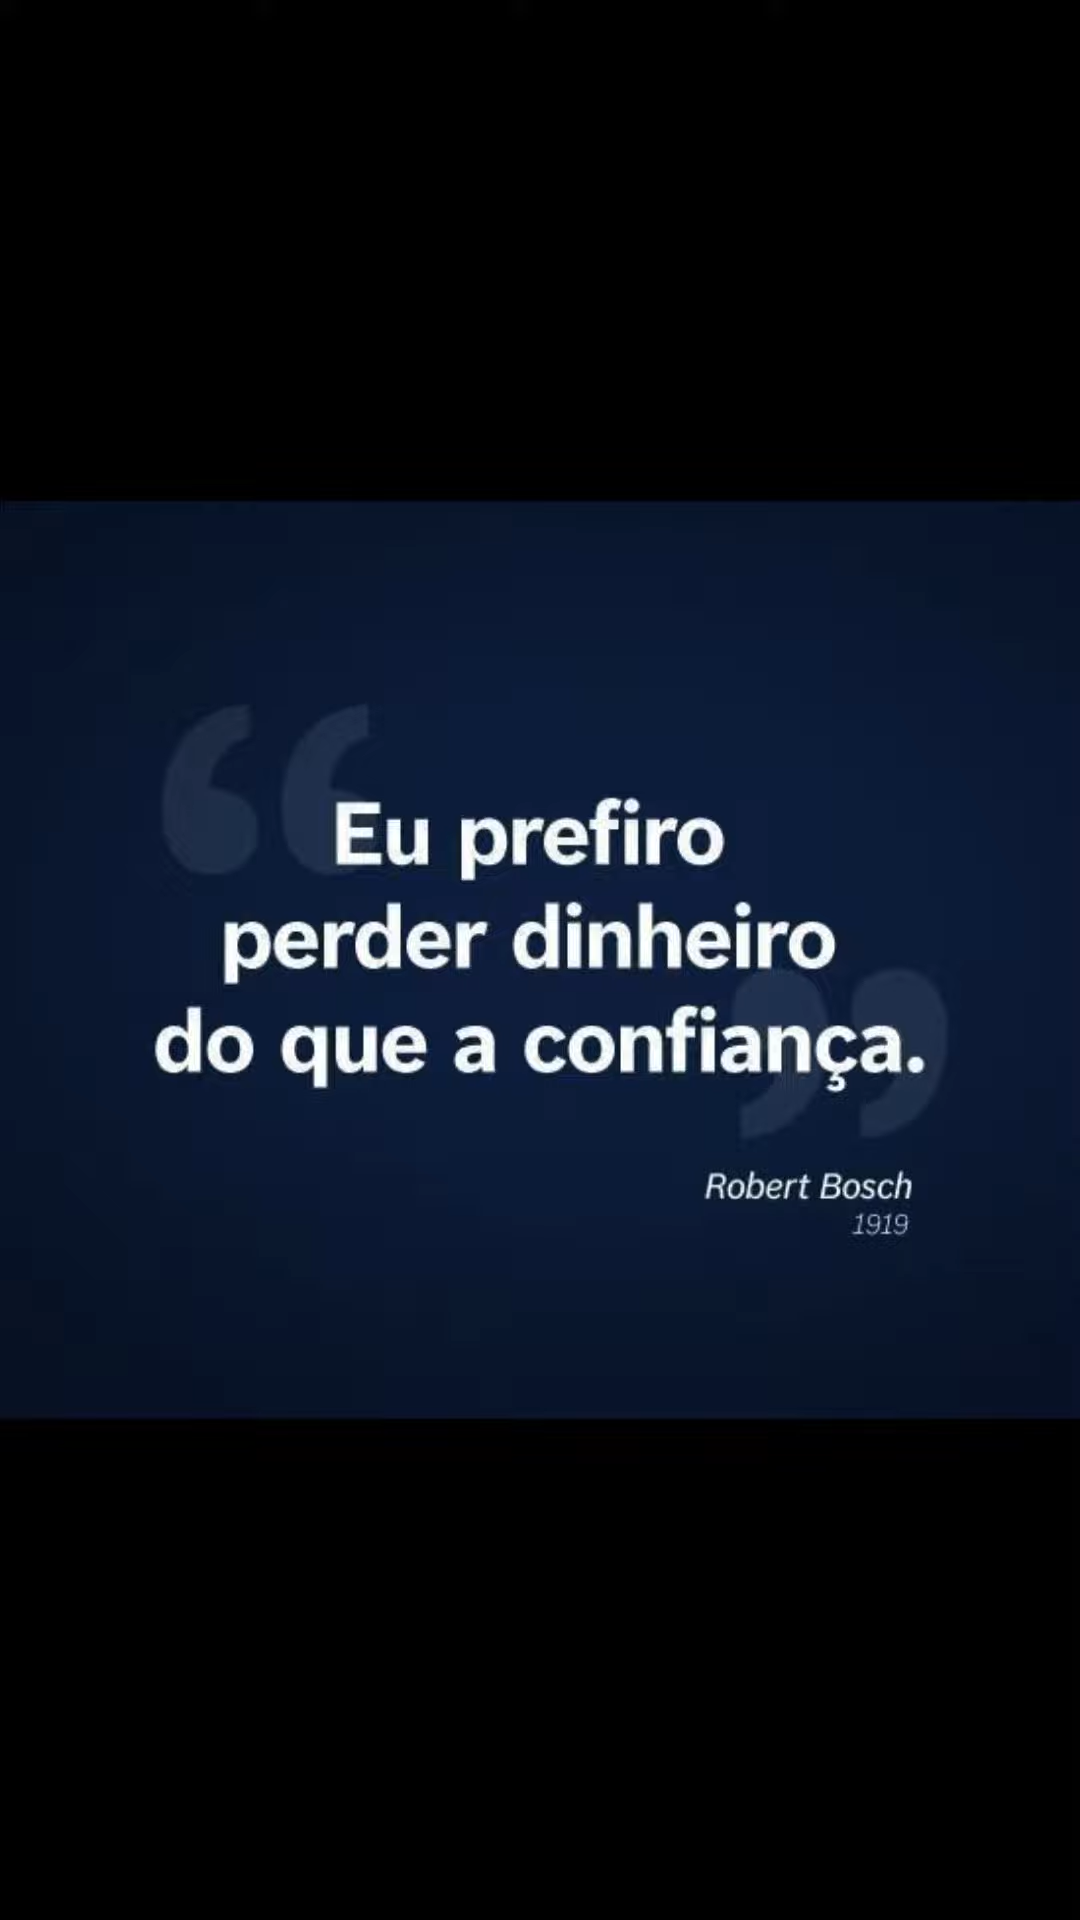 Eu prefiro
perder dinheiro
do que a confiança.
Robert Bosch
1919